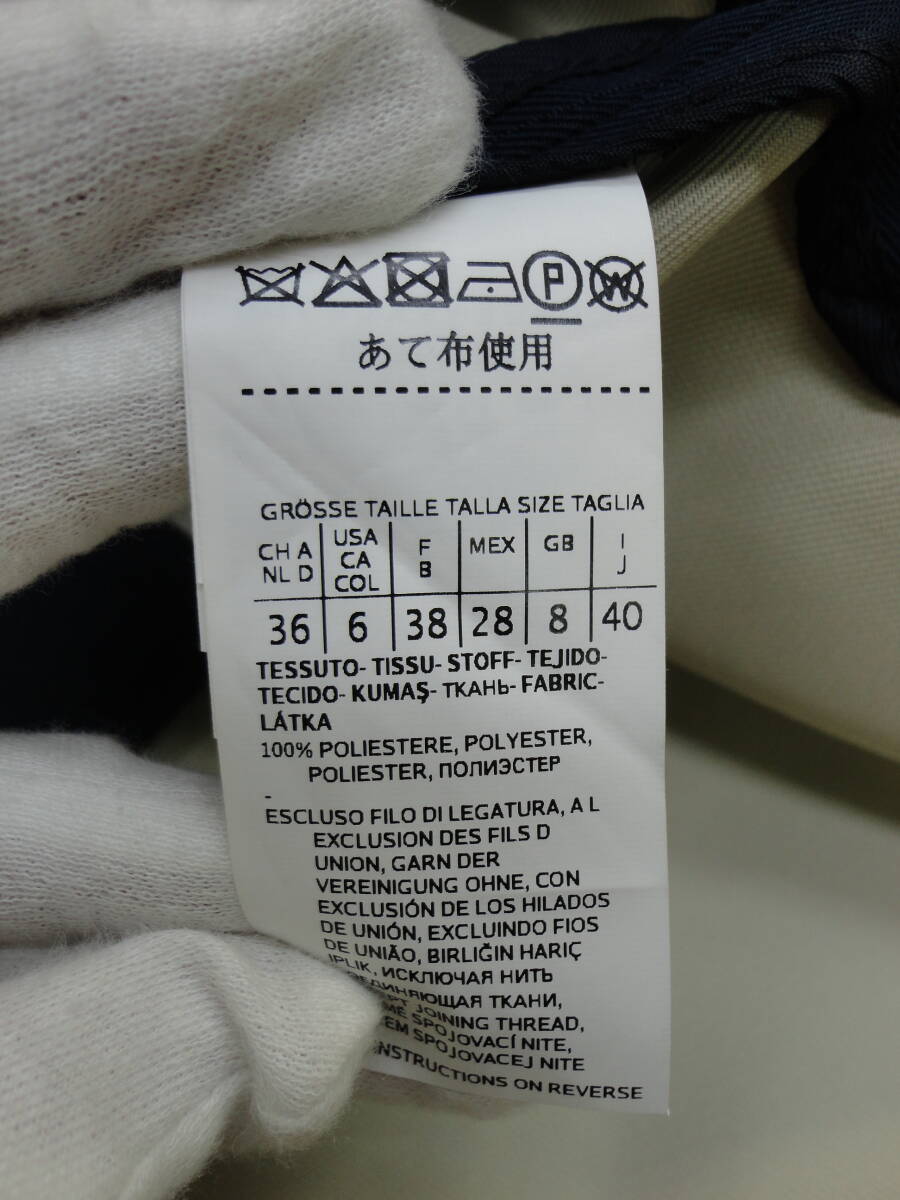 P W
あて布使用
GRÖSSE TAILLE TALLA SIZE TAGLIA
CH A NL D USA CA COL F B MEX GB I J
36 6 38 28 8 40
TESSUTO- TISSU- STOFF- TEJIDO-
TECIDO- KUMAŞ- ТКАНЬ- FABRIC-
LÁTKA
100% POLIESTERE, POLYESTER,
POLIESTER, ПОЛИЭСТЕР
-
ESCLUSO FILO DI LEGATURA, A L
EXCLUSION DES FILS D
UNION, GARN DER
VEREINIGUNG OHNE, CON
EXCLUSIÓN DE LOS HILADOS
DE UNIÓN, EXCLUINDO FIOS
DE UNIÃO, BIRLIĞIN HARIÇ
IPLIK, ИСКЛЮЧАЯ НИТЬ
ТКАНИ,
JOINING THREAD,
SPOJOVACÍ NITE,
SPOJOVACEJ NITE
ON REVERSE